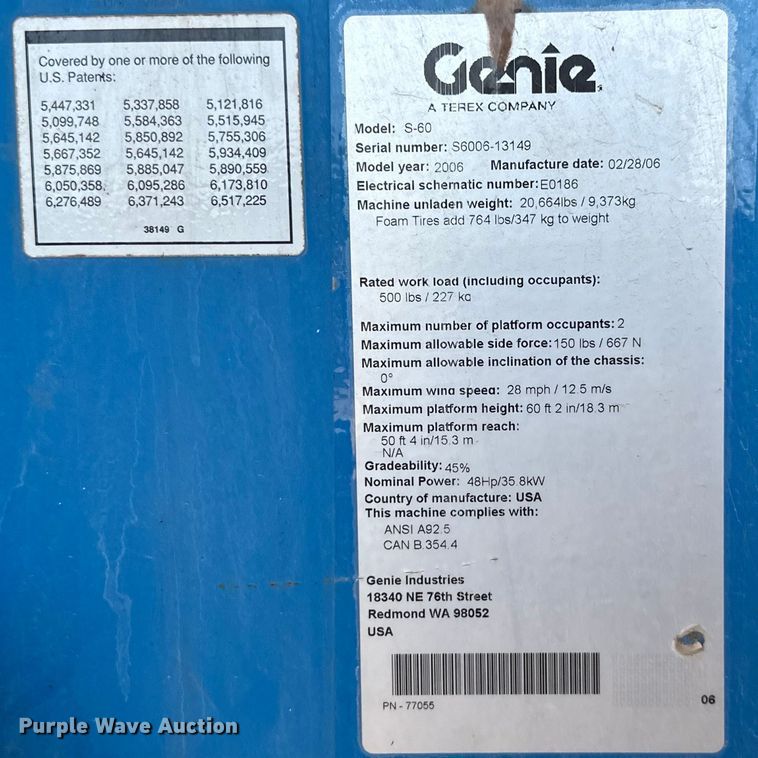 Covered by one or more of the following
U.S. Patents:
5,447,331 5,337,858 5,121,816
5,099,748 5,584,363 5,515,945
5,645,142 5,850,892 5,755,306
5,667,352 5,645,142 5,934,409
5,875,869 5,885,047 5,890,559
6,050,358 6,095,286 6,173,810
6,276,489 6,371,243 6,517,225
38149 G
Genie
A TEREX COMPANY
Model: S-60
Serial number: S6006-13149
Model year: 2006 Manufacture date: 02/28/06
Electrical schematic number: E0186
Machine unladen weight: 20,664lbs / 9,373kg
Foam Tires add 764 lbs/347 kg to weight
Rated work load (including occupants):
500 lbs / 227 kg
Maximum number of platform occupants: 2
Maximum allowable side force: 150 lbs / 667 N
Maximum allowable inclination of the chassis:
0°
Maximum wind speed: 28 mph / 12.5 m/s
Maximum platform height: 60 ft 2 in/18.3 m
Maximum platform reach:
50 ft 4 in/15.3 m
N/A
Gradeability: 45%
Nominal Power: 48Hp/35.8kW
Country of manufacture: USA
This machine complies with:
ANSI A92.5
CAN B.354.4
Genie Industries
18340 NE 76th Street
Redmond WA 98052
USA
PN - 77055
06
Purple Wave Auction